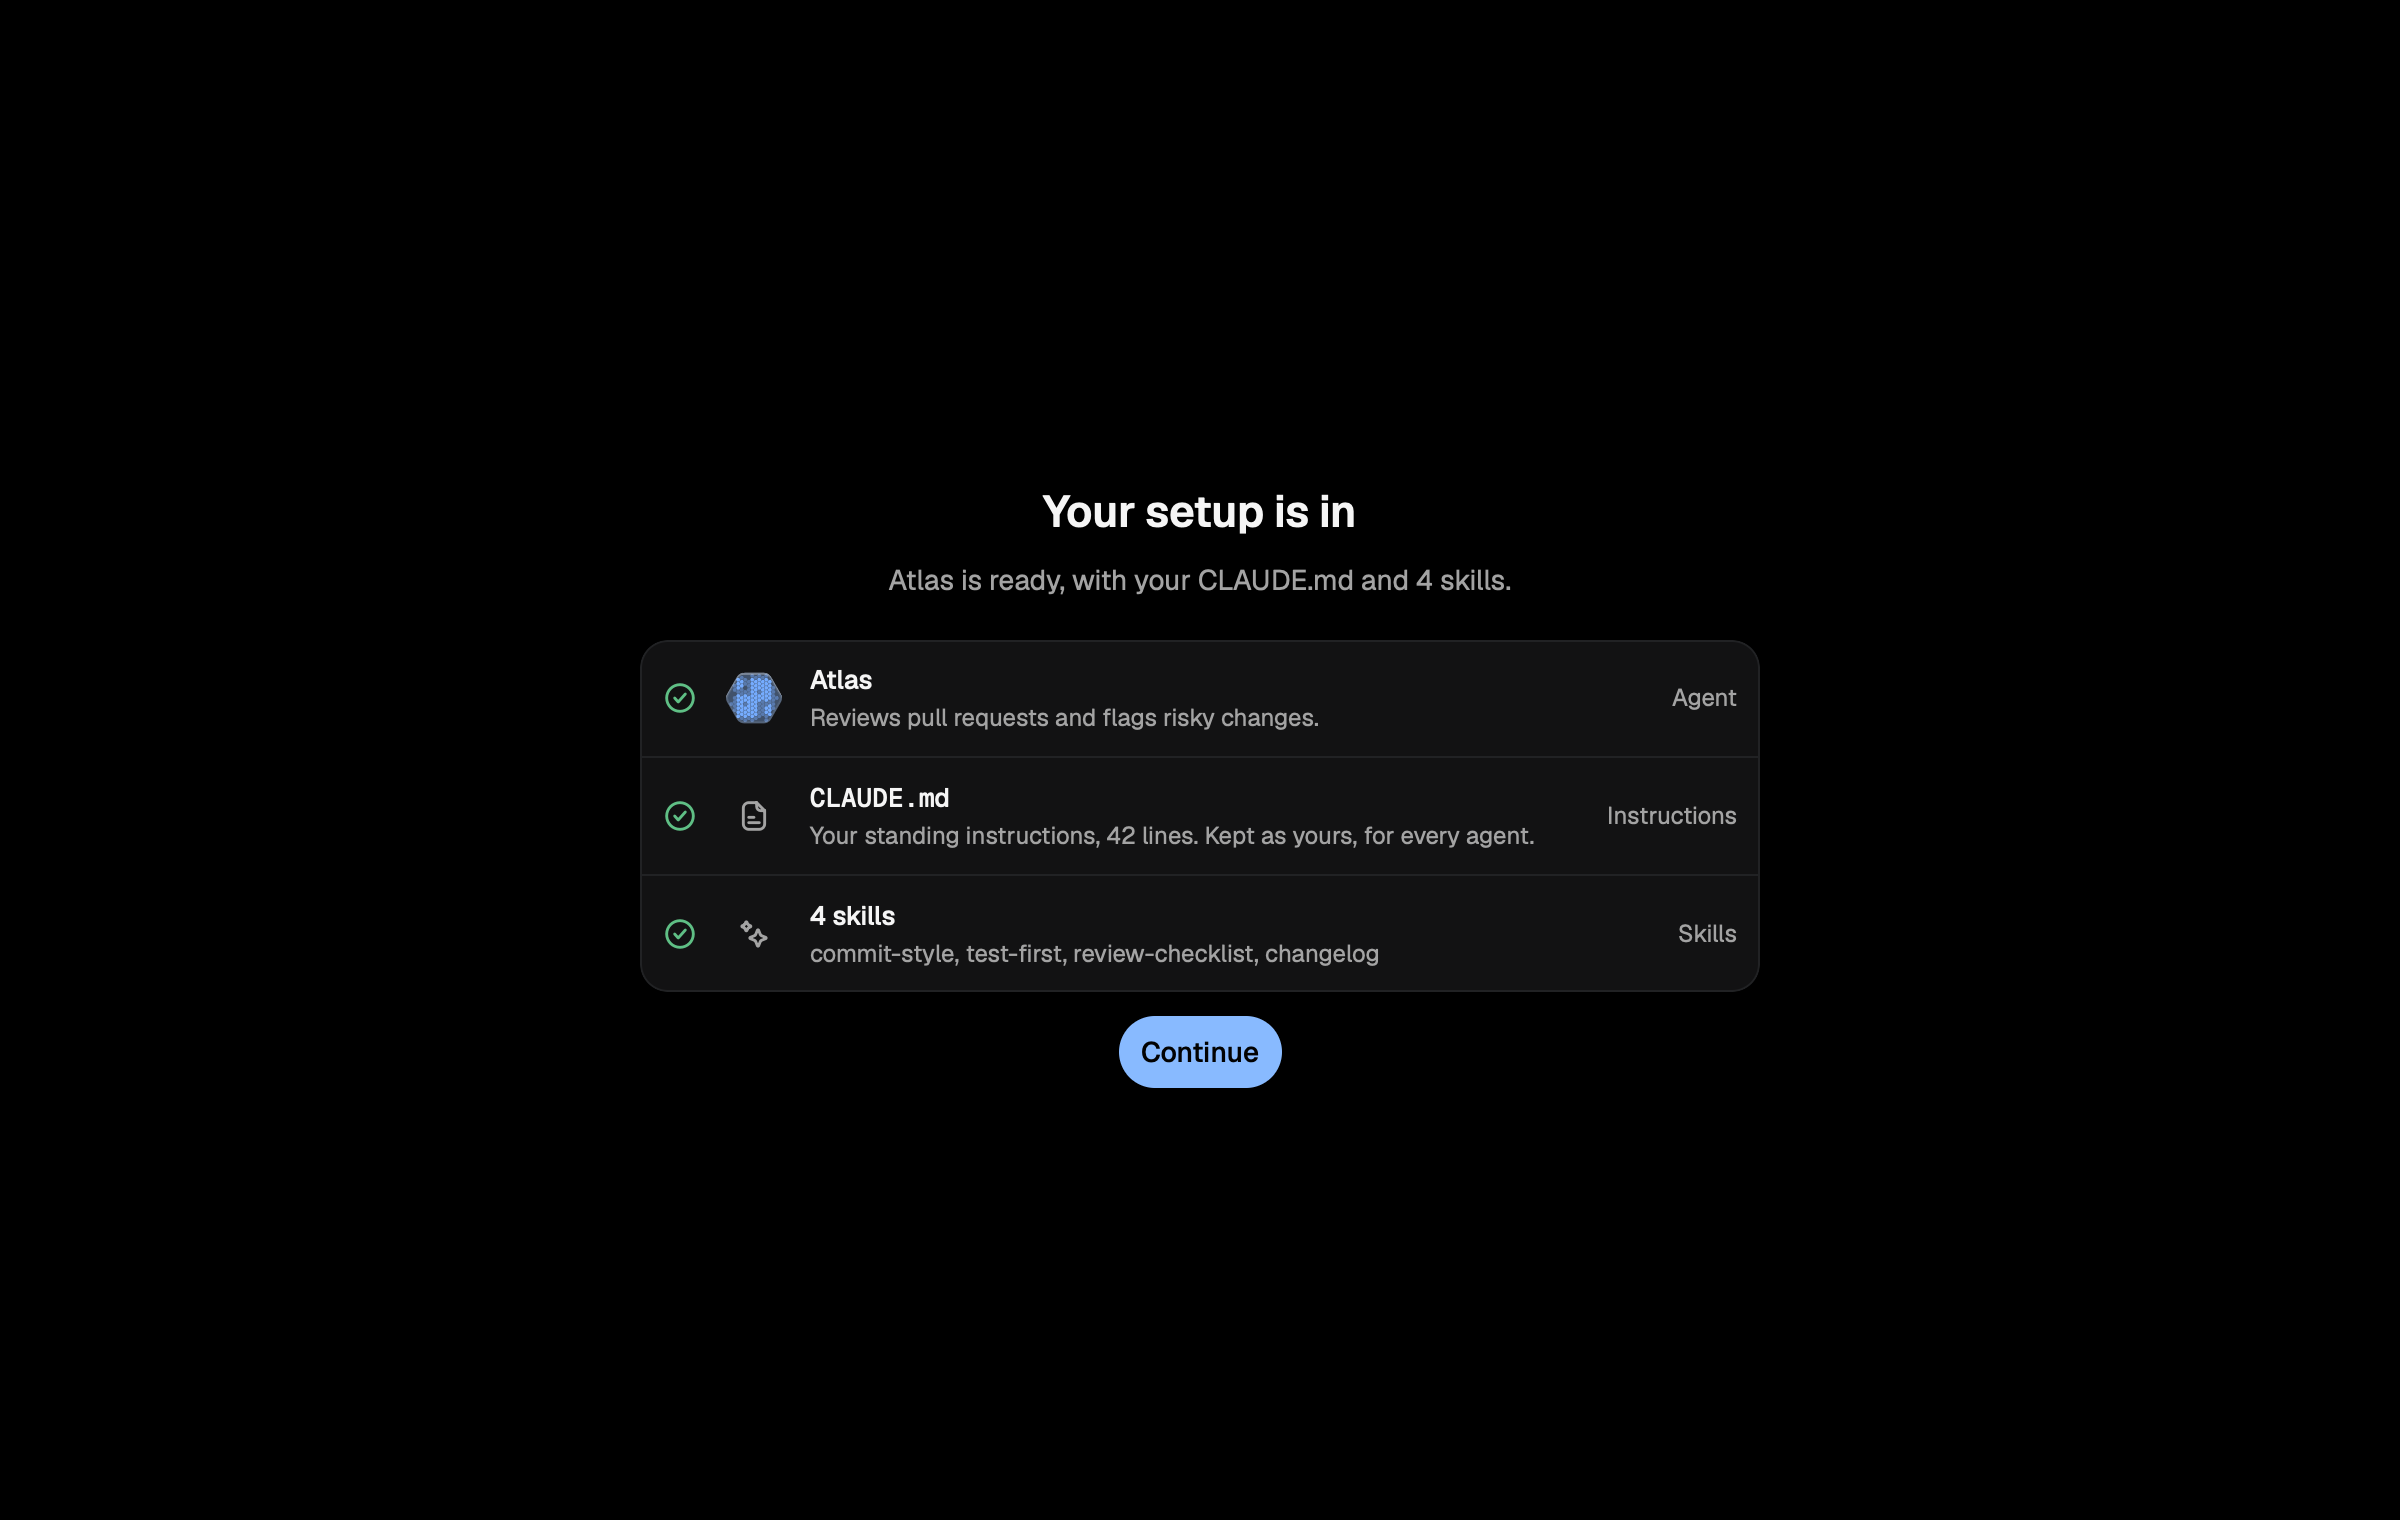 Your setup is in
Atlas is ready, with your CLAUDE.md and 4 skills.
Atlas
Reviews pull requests and flags risky changes.
Agent
CLAUDE.md
Your standing instructions, 42 lines. Kept as yours, for every agent.
Instructions
4 skills
commit-style, test-first, review-checklist, changelog
Skills
Continue